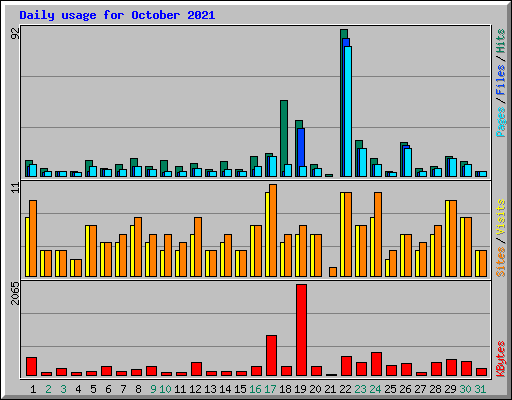 Daily usage for October 2021
92
Pages / Files / Hits
11
Sites / Visits
2065
KBytes
1 2 3 4 5 6 7 8 9 10 11 12 13 14 15 16 17 18 19 20 21 22 23 24 25 26 27 28 29 30 31